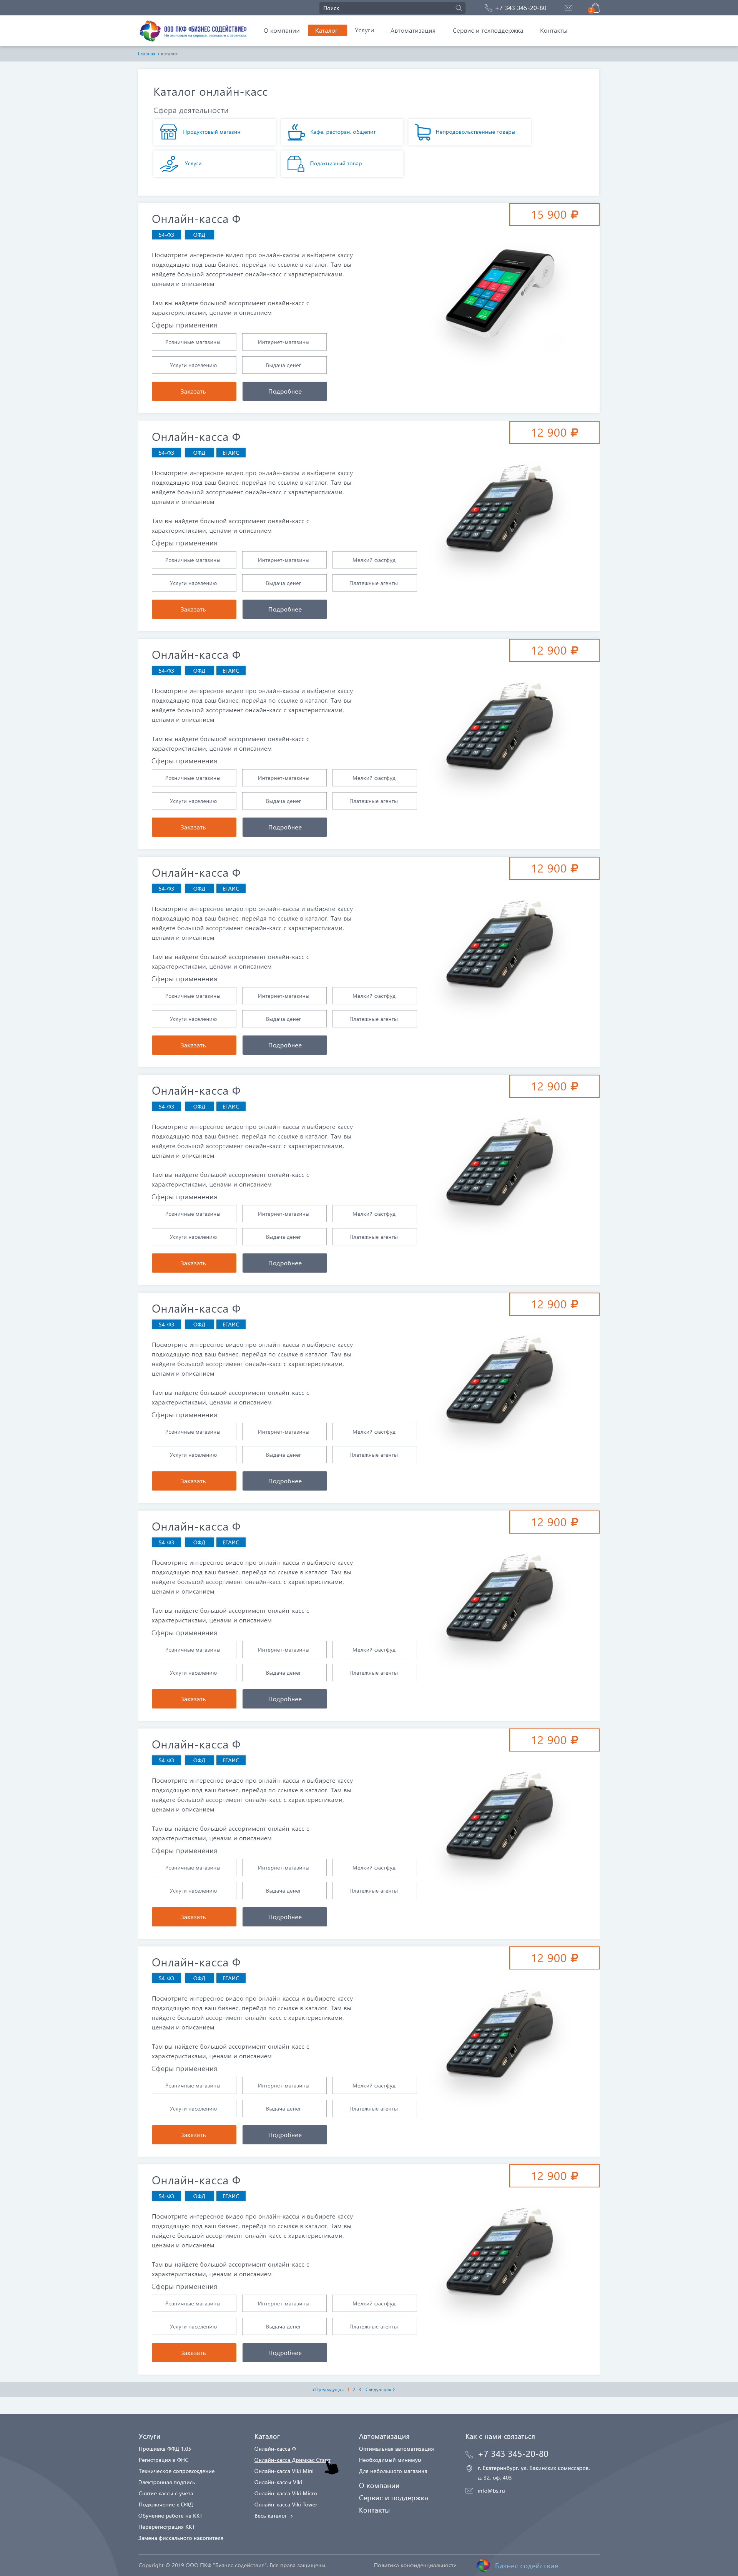 Поиск
+7 343 345-20-80
ООО ПКФ «БИЗНЕС СОДЕЙСТВИЕ»
О компании
Каталог
Услуги
Автоматизация
Сервис и техподдержка
Контакты
Главная > каталог
Каталог онлайн-касс
Сфера деятельности
Продуктовый магазин
Кафе, ресторан, общепит
Непродовольственные товары
Услуги
Подакцизный товар
Онлайн-касса Ф
15 900 ₽
54-ФЗ ОФД
Посмотрите интересное видео про онлайн-кассы и выбирете кассу
подходящую под ваш бизнес, перейдя по ссылке в каталог. Там вы
найдете большой ассортимент онлайн-касс с характеристиками,
ценами и описанием
Там вы найдете большой ассортимент онлайн-касс с
характеристиками, ценами и описанием
Сферы применения
Розничные магазины Интернет-магазины
Услуги населению Выдача денег
Заказать Подробнее
Онлайн-касса Ф
12 900 ₽
54-ФЗ ОФД ЕГАИС
Посмотрите интересное видео про онлайн-кассы и выбирете кассу
подходящую под ваш бизнес, перейдя по ссылке в каталог. Там вы
найдете большой ассортимент онлайн-касс с характеристиками,
ценами и описанием
Там вы найдете большой ассортимент онлайн-касс с
характеристиками, ценами и описанием
Сферы применения
Розничные магазины Интернет-магазины Мелкий фастфуд
Услуги населению Выдача денег Платежные агенты
Заказать Подробнее
Онлайн-касса Ф
12 900 ₽
54-ФЗ ОФД ЕГАИС
Посмотрите интересное видео про онлайн-кассы и выбирете кассу
подходящую под ваш бизнес, перейдя по ссылке в каталог. Там вы
найдете большой ассортимент онлайн-касс с характеристиками,
ценами и описанием
Там вы найдете большой ассортимент онлайн-касс с
характеристиками, ценами и описанием
Сферы применения
Розничные магазины Интернет-магазины Мелкий фастфуд
Услуги населению Выдача денег Платежные агенты
Заказать Подробнее
Онлайн-касса Ф
12 900 ₽
54-ФЗ ОФД ЕГАИС
Посмотрите интересное видео про онлайн-кассы и выбирете кассу
подходящую под ваш бизнес, перейдя по ссылке в каталог. Там вы
найдете большой ассортимент онлайн-касс с характеристиками,
ценами и описанием
Там вы найдете большой ассортимент онлайн-касс с
характеристиками, ценами и описанием
Сферы применения
Розничные магазины Интернет-магазины Мелкий фастфуд
Услуги населению Выдача денег Платежные агенты
Заказать Подробнее
Онлайн-касса Ф
12 900 ₽
54-ФЗ ОФД ЕГАИС
Посмотрите интересное видео про онлайн-кассы и выбирете кассу
подходящую под ваш бизнес, перейдя по ссылке в каталог. Там вы
найдете большой ассортимент онлайн-касс с характеристиками,
ценами и описанием
Там вы найдете большой ассортимент онлайн-касс с
характеристиками, ценами и описанием
Сферы применения
Розничные магазины Интернет-магазины Мелкий фастфуд
Услуги населению Выдача денег Платежные агенты
Заказать Подробнее
Онлайн-касса Ф
12 900 ₽
54-ФЗ ОФД ЕГАИС
Посмотрите интересное видео про онлайн-кассы и выбирете кассу
подходящую под ваш бизнес, перейдя по ссылке в каталог. Там вы
найдете большой ассортимент онлайн-касс с характеристиками,
ценами и описанием
Там вы найдете большой ассортимент онлайн-касс с
характеристиками, ценами и описанием
Сферы применения
Розничные магазины Интернет-магазины Мелкий фастфуд
Услуги населению Выдача денег Платежные агенты
Заказать Подробнее
Онлайн-касса Ф
12 900 ₽
54-ФЗ ОФД ЕГАИС
Посмотрите интересное видео про онлайн-кассы и выбирете кассу
подходящую под ваш бизнес, перейдя по ссылке в каталог. Там вы
найдете большой ассортимент онлайн-касс с характеристиками,
ценами и описанием
Там вы найдете большой ассортимент онлайн-касс с
характеристиками, ценами и описанием
Сферы применения
Розничные магазины Интернет-магазины Мелкий фастфуд
Услуги населению Выдача денег Платежные агенты
Заказать Подробнее
Онлайн-касса Ф
12 900 ₽
54-ФЗ ОФД ЕГАИС
Посмотрите интересное видео про онлайн-кассы и выбирете кассу
подходящую под ваш бизнес, перейдя по ссылке в каталог. Там вы
найдете большой ассортимент онлайн-касс с характеристиками,
ценами и описанием
Там вы найдете большой ассортимент онлайн-касс с
характеристиками, ценами и описанием
Сферы применения
Розничные магазины Интернет-магазины Мелкий фастфуд
Услуги населению Выдача денег Платежные агенты
Заказать Подробнее
Онлайн-касса Ф
12 900 ₽
54-ФЗ ОФД ЕГАИС
Посмотрите интересное видео про онлайн-кассы и выбирете кассу
подходящую под ваш бизнес, перейдя по ссылке в каталог. Там вы
найдете большой ассортимент онлайн-касс с характеристиками,
ценами и описанием
Там вы найдете большой ассортимент онлайн-касс с
характеристиками, ценами и описанием
Сферы применения
Розничные магазины Интернет-магазины Мелкий фастфуд
Услуги населению Выдача денег Платежные агенты
Заказать Подробнее
Онлайн-касса Ф
12 900 ₽
54-ФЗ ОФД ЕГАИС
Посмотрите интересное видео про онлайн-кассы и выбирете кассу
подходящую под ваш бизнес, перейдя по ссылке в каталог. Там вы
найдете большой ассортимент онлайн-касс с характеристиками,
ценами и описанием
Там вы найдете большой ассортимент онлайн-касс с
характеристиками, ценами и описанием
Сферы применения
Розничные магазины Интернет-магазины Мелкий фастфуд
Услуги населению Выдача денег Платежные агенты
Заказать Подробнее
< Предыдущая 1 2 3 Следующая >
Услуги
Прошивка ФФД 1.05
Регистрация в ФНС
Техническое сопровождение
Электронная подпись
Снятие кассы с учета
Подключение к ОФД
Обучение работе на ККТ
Перерегистрация ККТ
Замена фискального накопителя
Каталог
Онлайн-касса Ф
Онлайн-касса Дримкас
Онлайн-касса Viki Mini
Онлайн-кассы Viki
Онлайн-касса Viki Micro
Онлайн-касса Viki Tower
Весь каталог >
Автоматизация
Оптимальная автоматизация
Необходимый минимум
Для небольшого магазина
О компании
Сервис и поддержка
Контакты
Как с нами связаться
+7 343 345-20-80
г. Екатеринбург, ул. Бакинских комиссаров,
д. 32, оф. 403
info@bs.ru
Copyright © 2019 ООО ПКФ "Бизнес содействие". Все права защищены.
Политика конфиденциальности
Бизнес содействие